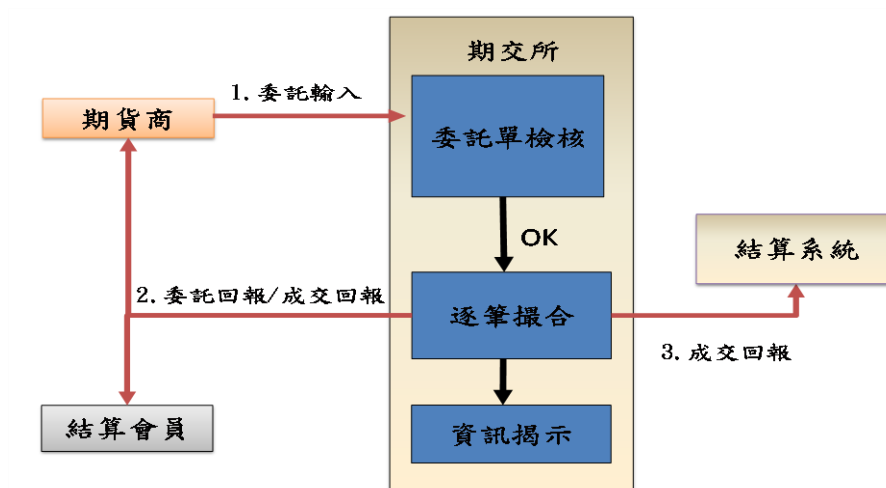 期交所
1.委託輸入
期貨商
委託單檢核
OK
結算系統
2.委託回報/成交回報
逐筆撮合
3.成交回報
結算會員
資訊揭示